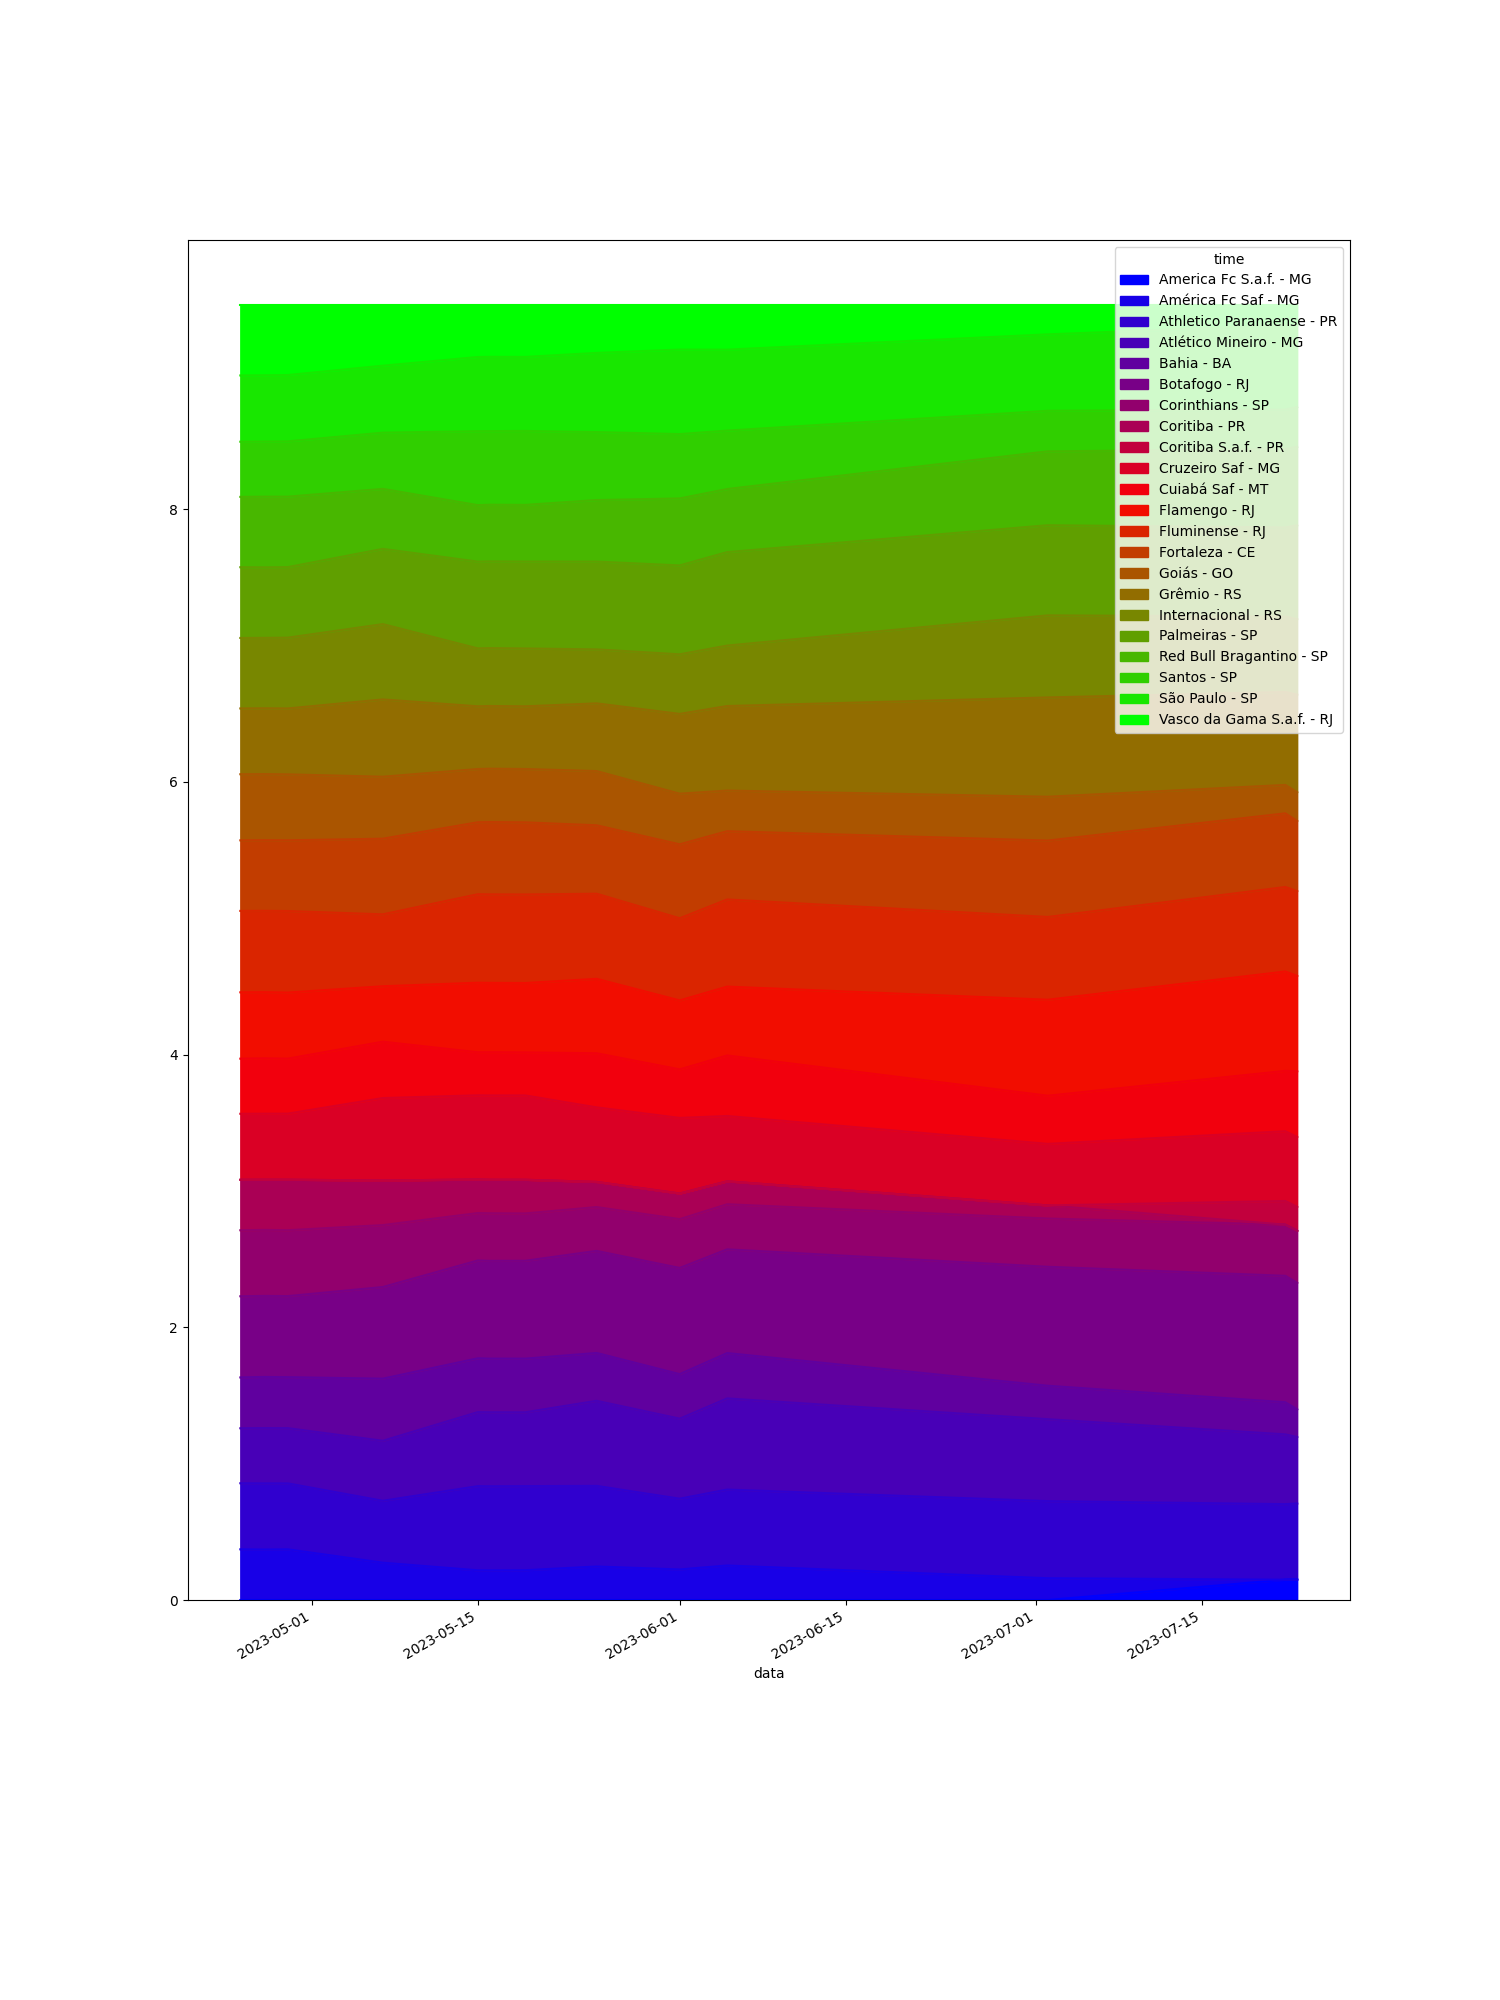 time
America Fc S.a.f. - MG
América Fc Saf - MG
Athletico Paranaense - PR
Atlético Mineiro - MG
Bahia - BA
Botafogo - RJ
Corinthians - SP
Coritiba - PR
Coritiba S.a.f. - PR
Cruzeiro Saf - MG
Cuiabá Saf - MT
Flamengo - RJ
Fluminense - RJ
Fortaleza - CE
Goiás - GO
Grêmio - RS
Internacional - RS
Palmeiras - SP
Red Bull Bragantino - SP
Santos - SP
São Paulo - SP
Vasco da Gama S.a.f. - RJ
8
6
4
2
0
2023-05-01
2023-05-15
2023-06-01
2023-06-15
2023-07-01
2023-07-15
data